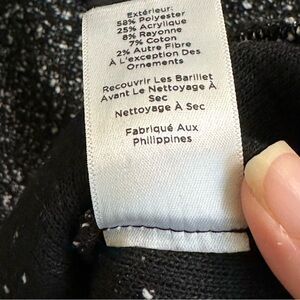 Extérieur:
58% Polyester
25% Acrylique
8% Rayonne
7% Coton
2% Autre Fibre
À L'exception Des
Ornements
Recouvrir Les Barillet
Avant Le Nettoyage À
Sec
Nettoyage À Sec
Fabriqué Aux
Philippines